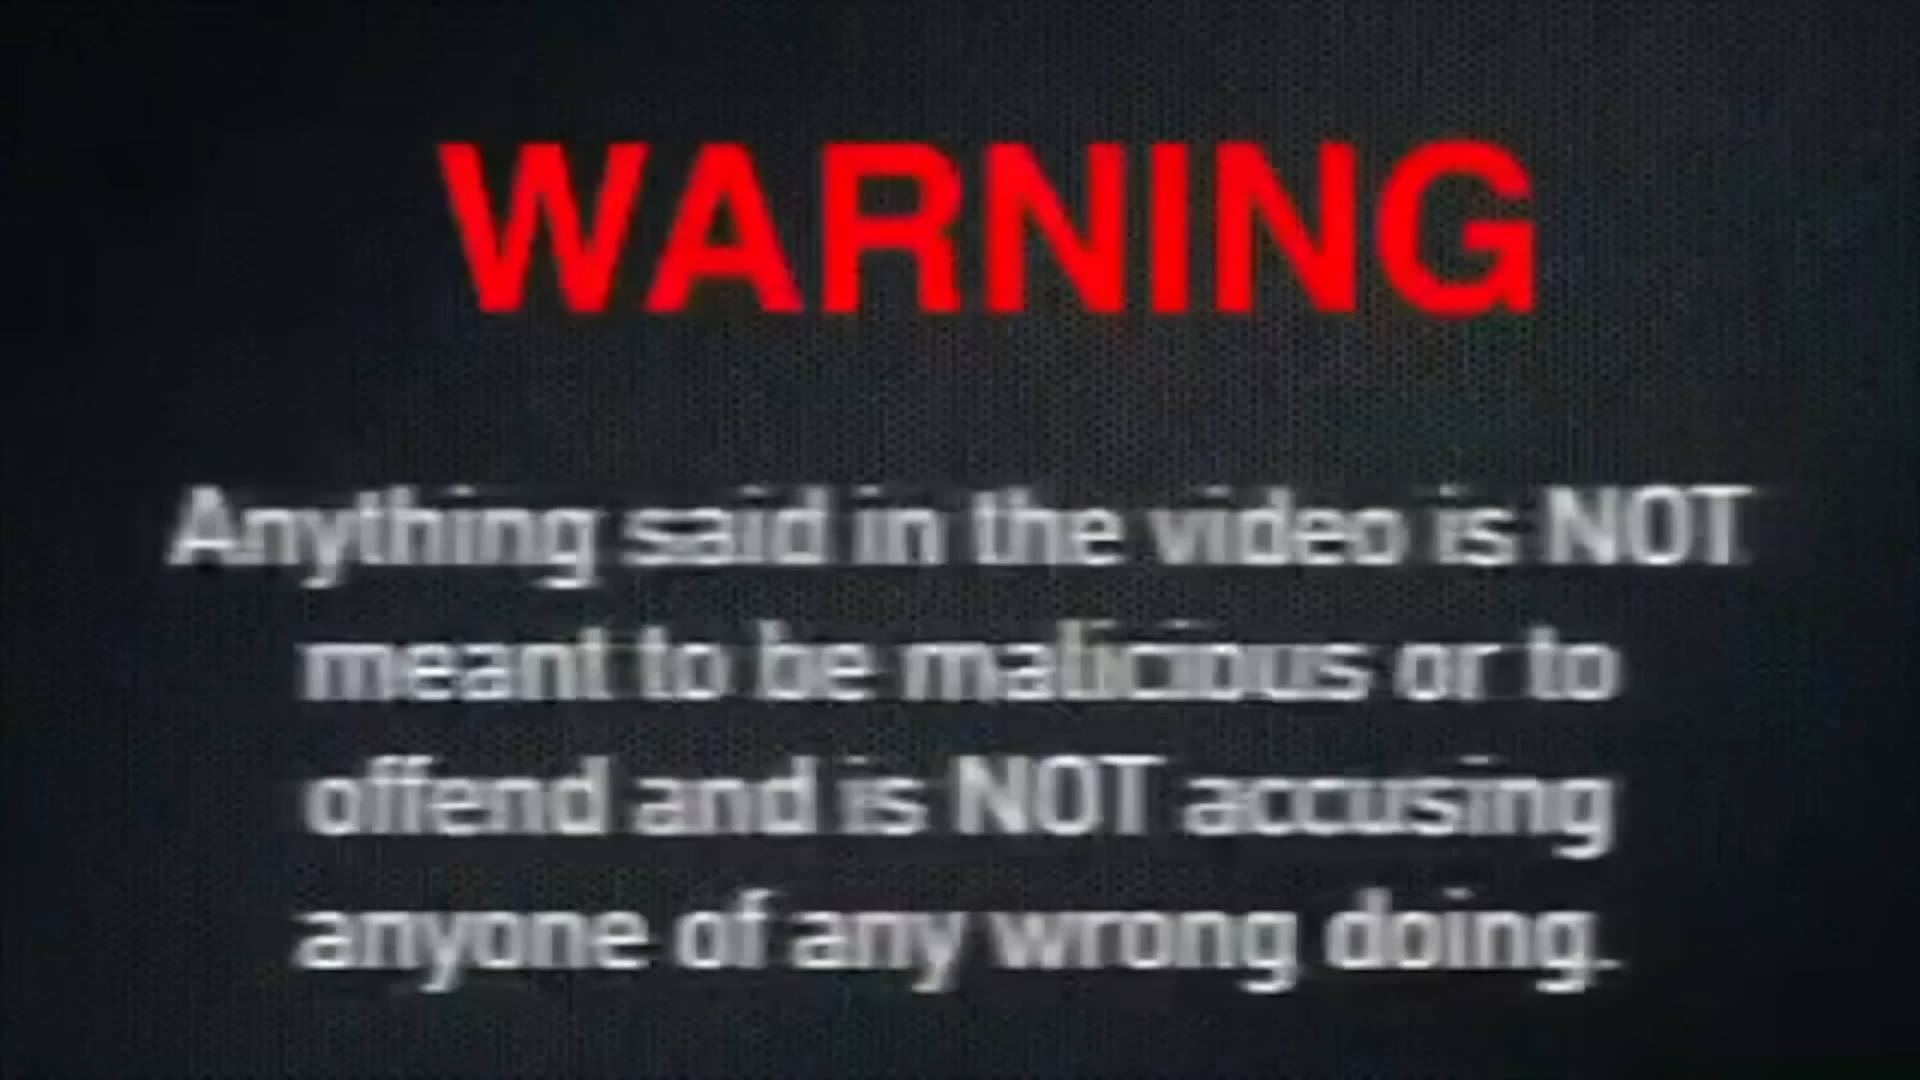 WARNING
Anything said in the video is NOT
meant to be malicious or to
offend and is NOT accusing
anyone of any wrong doing.